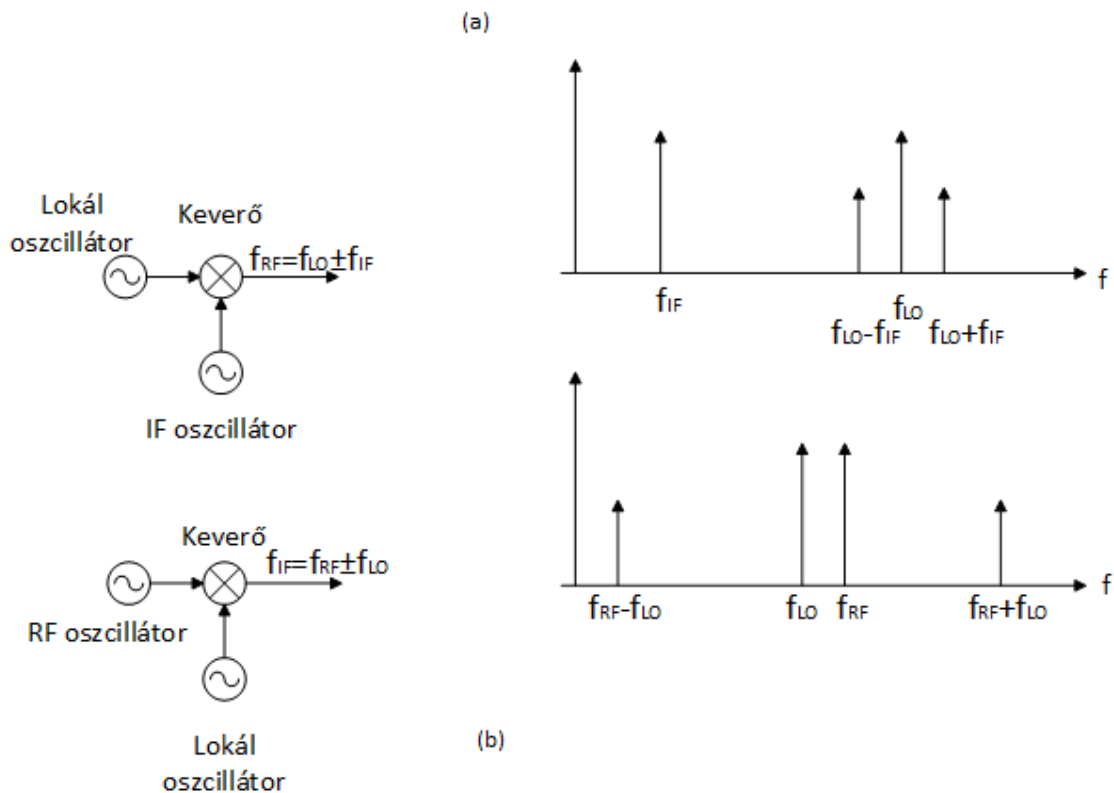 (a)
Lokál
oszcillátor
Keverő
fRF=fLO±fIF
IF oszcillátor
fIF
fLO
fLO-fIF
fLO+fIF
f
Keverő
fIF=fRF±fLO
RF oszcillátor
Lokál
oszcillátor
fRF-fLO
fLO
fRF
fRF+fLO
f
(b)